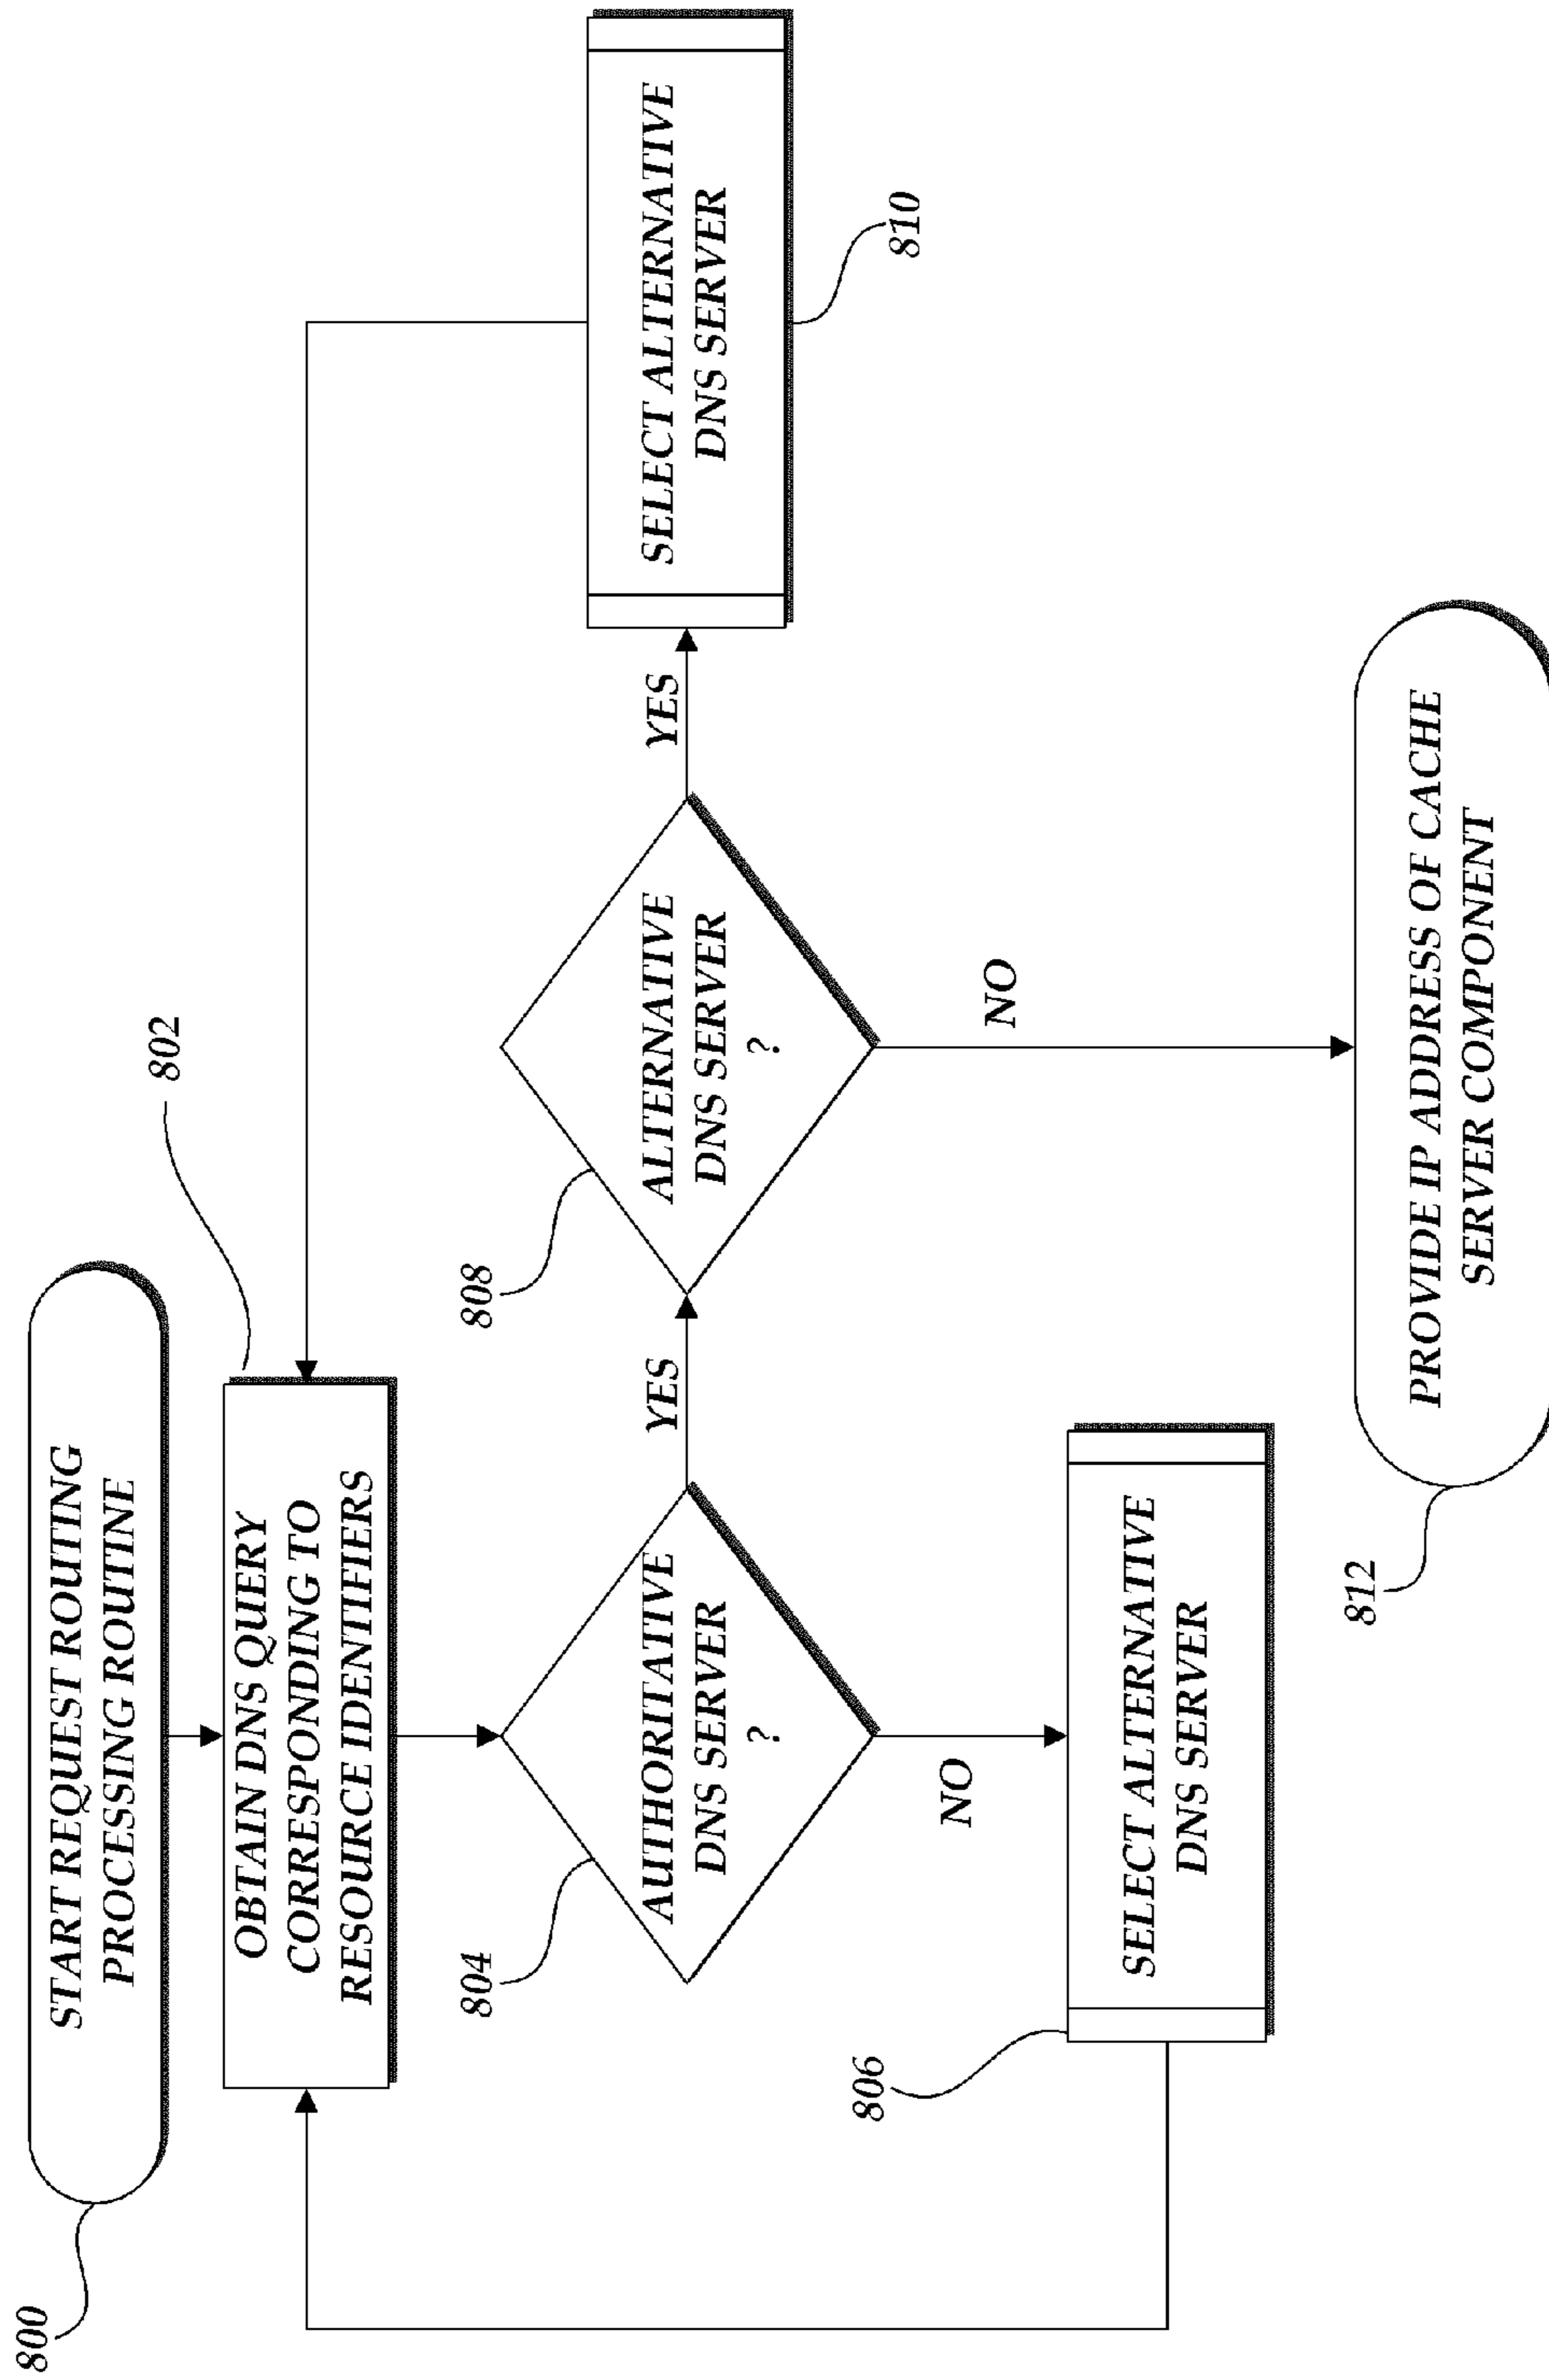 800
START REQUEST ROUTING
PROCESSING ROUTINE
802
OBTAIN DNS QUERY
CORRESPONDING TO
RESOURCE IDENTIFIERS
804
AUTHORITATIVE
DNS SERVER
?
YES
NO
806
SELECT ALTERNATIVE
DNS SERVER
808
ALTERNATIVE
DNS SERVER
?
YES
NO
SELECT ALTERNATIVE
DNS SERVER
810
812
PROVIDE IP ADDRESS OF CACHE
SERVER COMPONENT